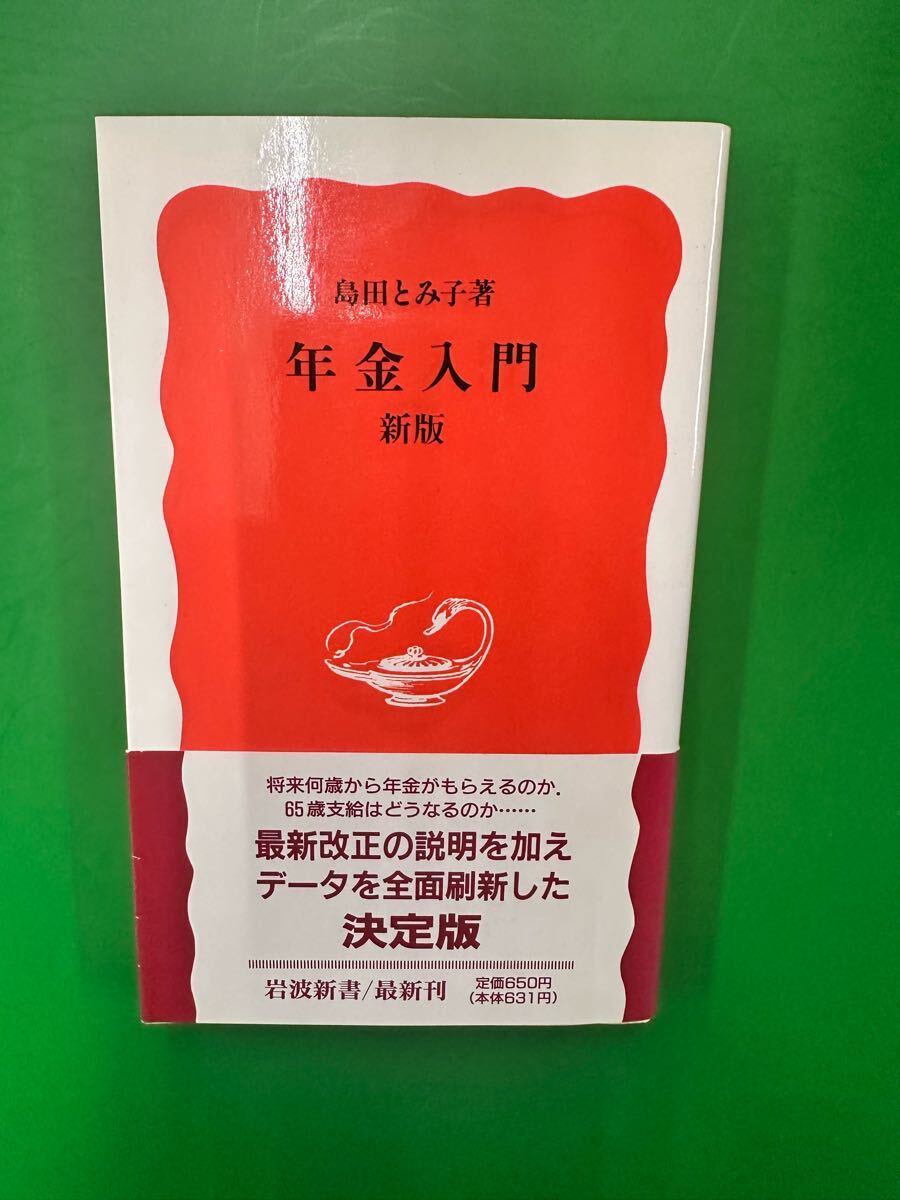 島田とみ子著
年金入門
新版
将来何歳から年金がもらえるのか.
65歳支給はどうなるのか……
最新改正の説明を加え
データを全面刷新した
決定版
岩波新書/最新刊
定価650円
(本体631円)